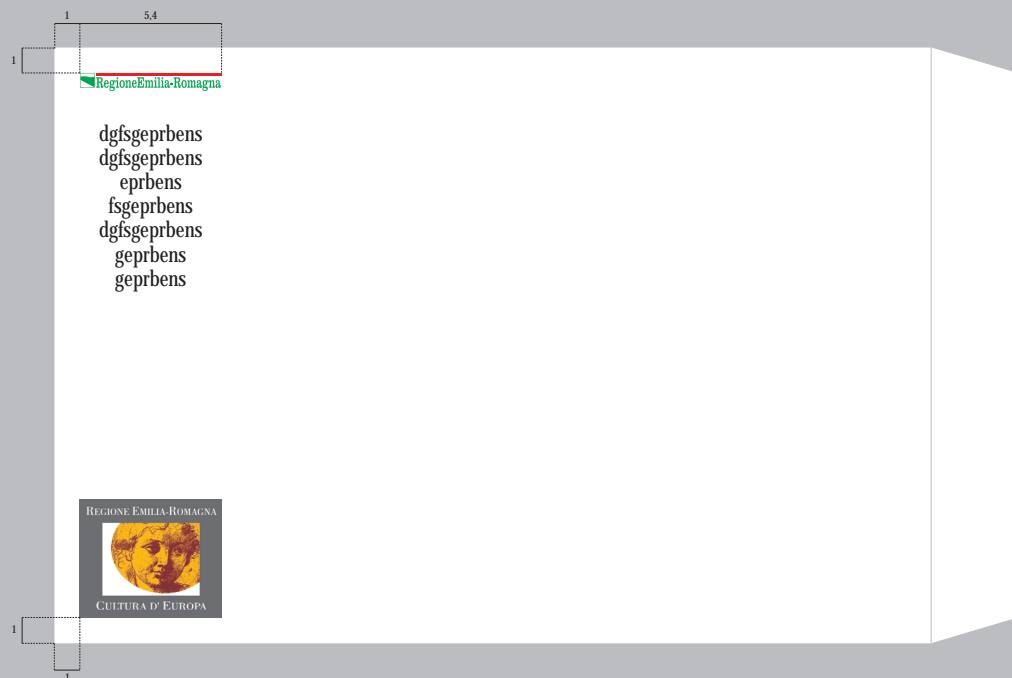 1 5,4
1
RegioneEmilia-Romagna
dgfsgeprbens
dgfsgeprbens
eprbens
fsgeprbens
dgfsgeprbens
geprbens
geprbens
REGIONE EMILIA-ROMAGNA
CULTURA D' EUROPA
1
1